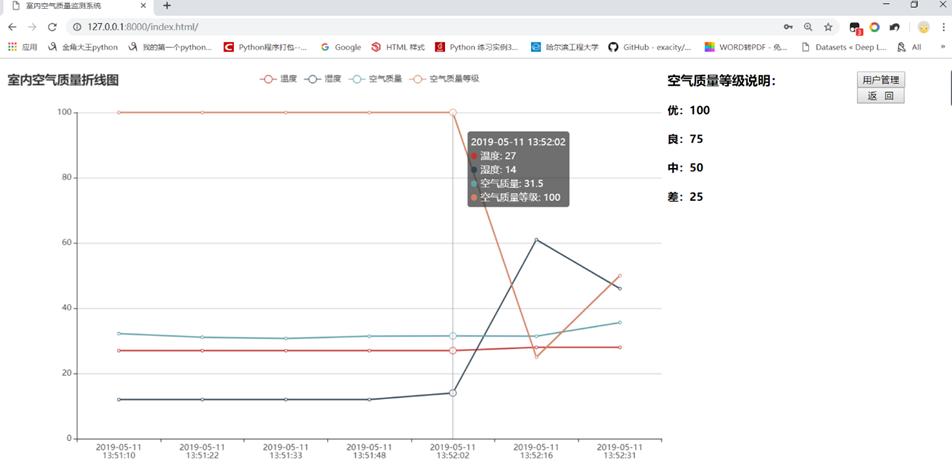 室内空气质量监测系统
127.0.0.1:8000/index.html/
3
应用 金角大王python 我的第一个python... Python程序打包--... Google HTML 样式 Python 练习实例3... 哈尔滨工程大学 GitHub - exacity/... WORD转PDF - 免... Datasets « Deep L... All »
室内空气质量折线图
温度 湿度 空气质量 空气质量等级
空气质量等级说明：
用户管理
返 回
优：100
良：75
中：50
差：25
100
80
60
40
20
0
2019-05-11 13:52:02
温度: 27
湿度: 14
空气质量: 31.5
空气质量等级: 100
2019-05-11 2019-05-11 2019-05-11 2019-05-11 2019-05-11 2019-05-11 2019-05-11
13:51:10 13:51:22 13:51:33 13:51:48 13:52:02 13:52:16 13:52:31